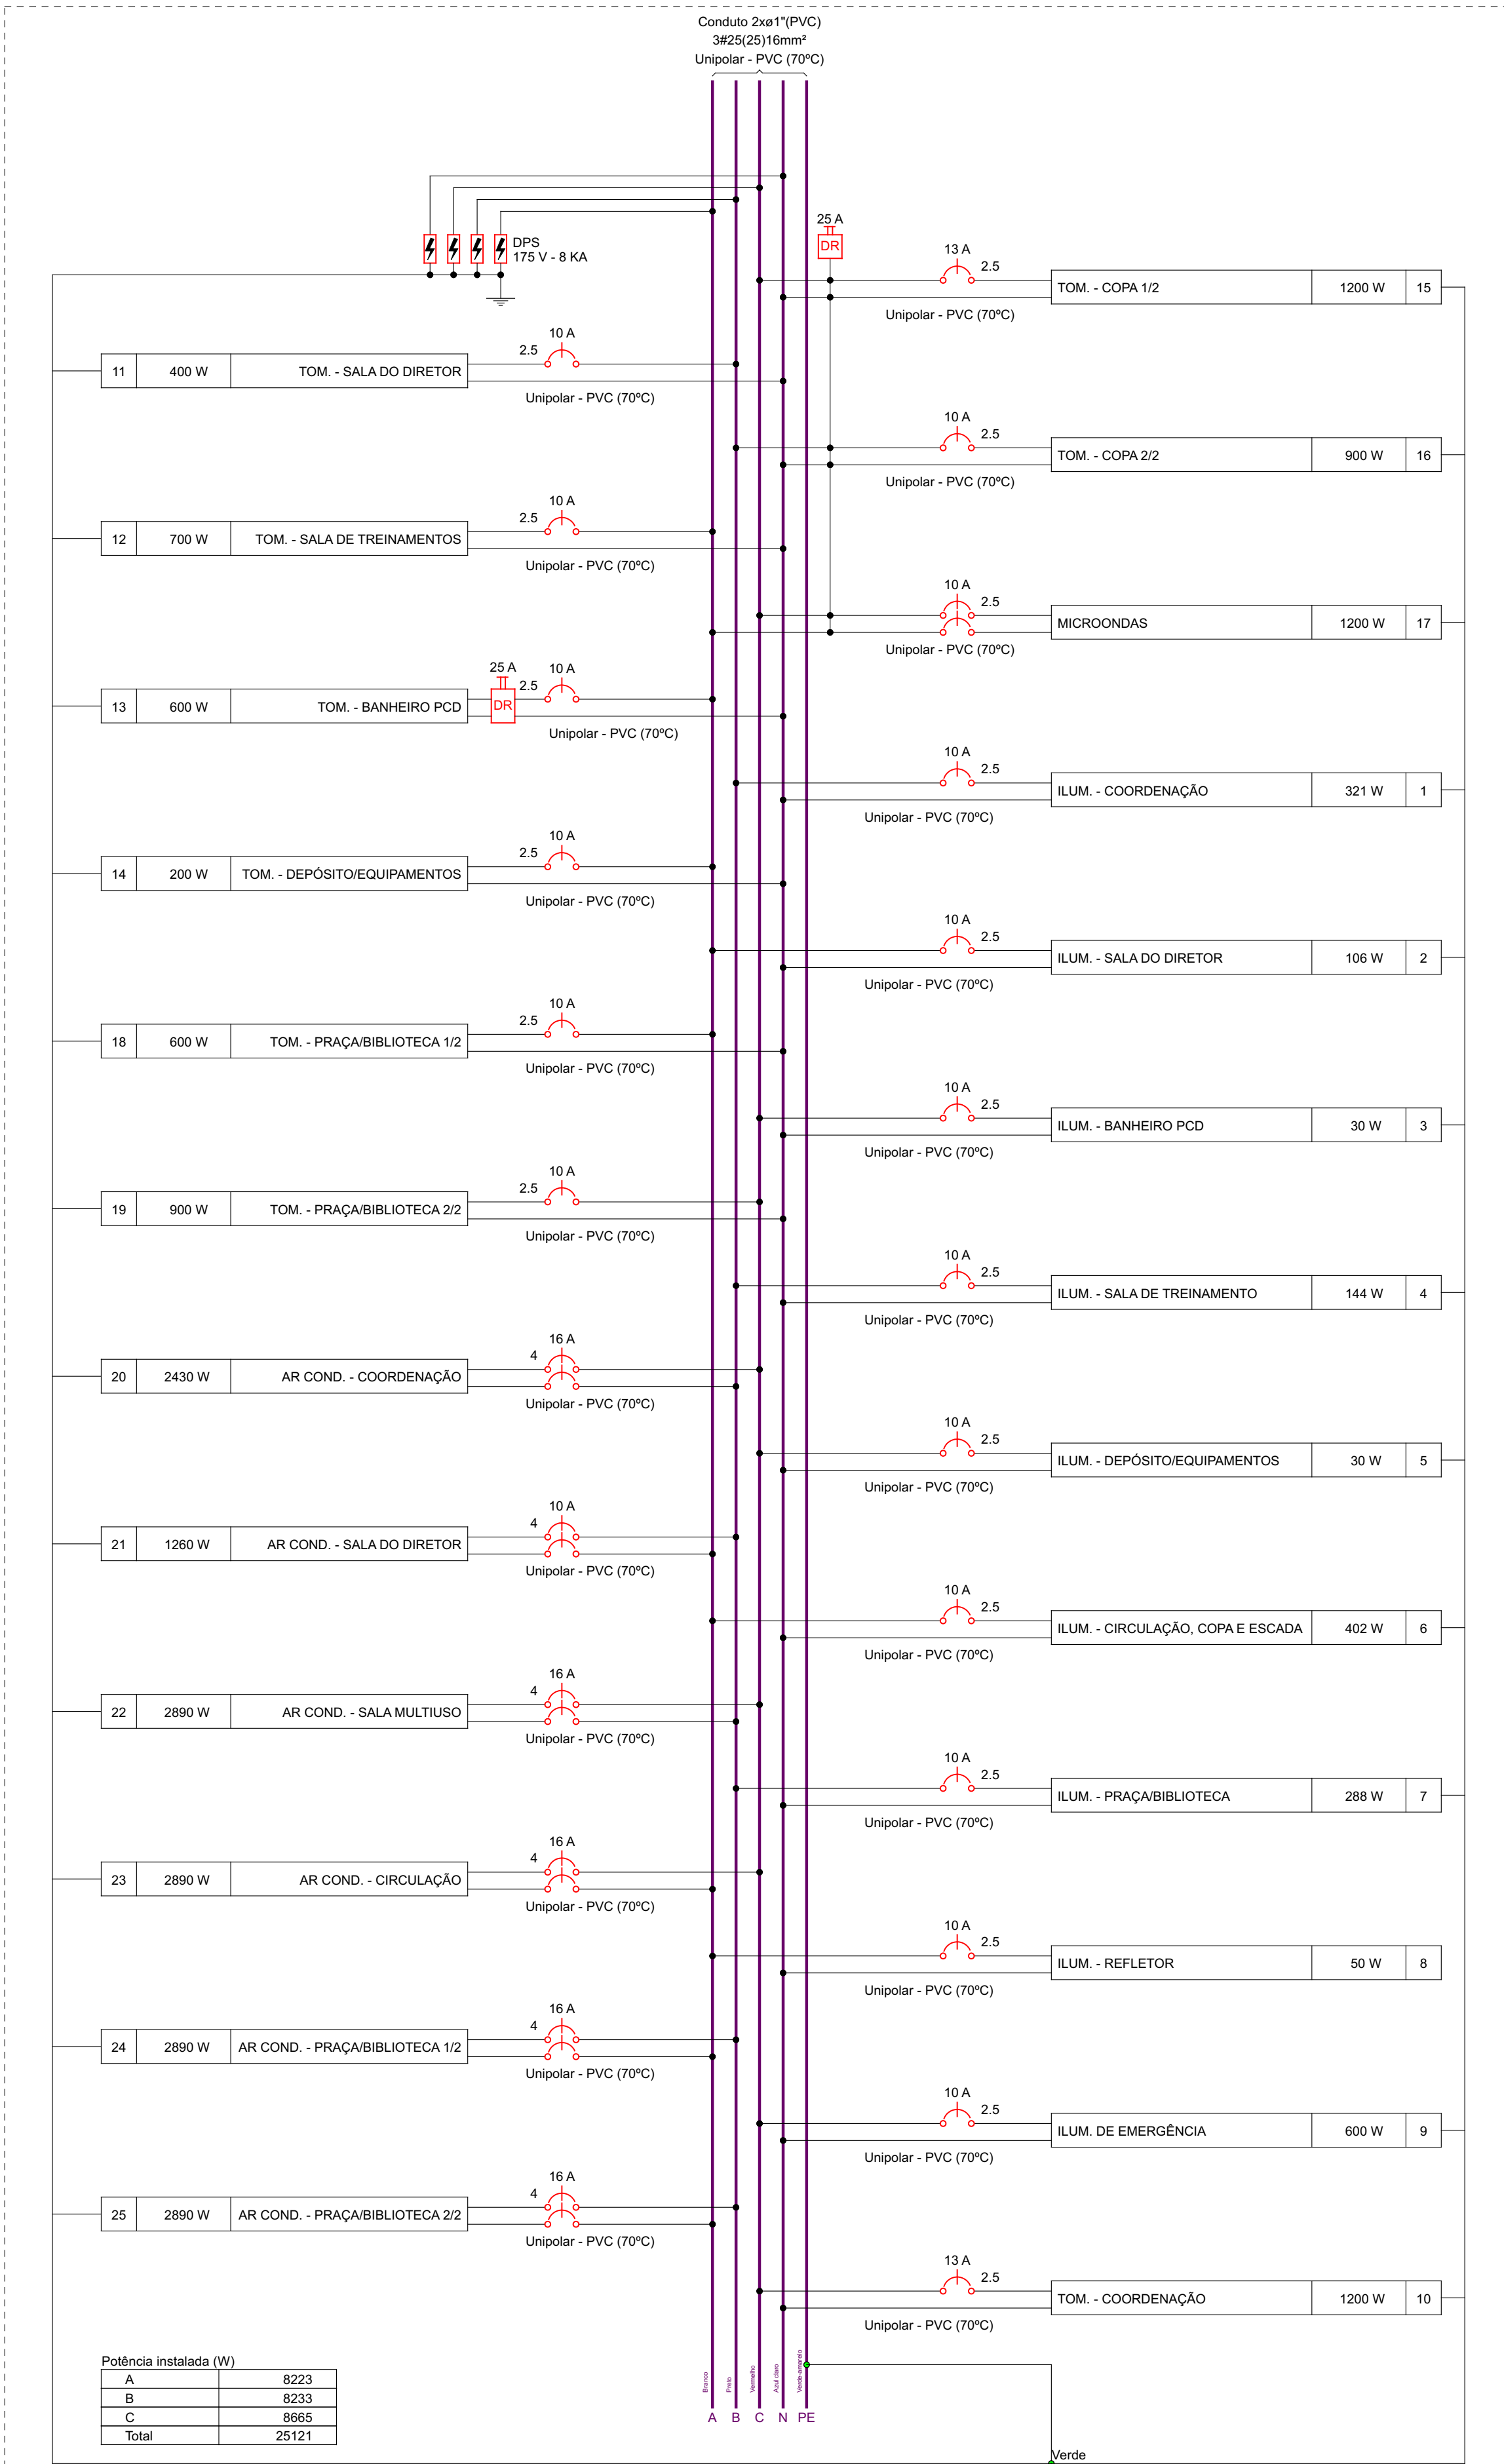 Conduto 2xø1"(PVC)
3#25(25)16mm²
Unipolar - PVC (70ºC)
DPS
175 V - 8 KA
25 A
DR
13 A
2.5
TOM. - COPA 1/2 1200 W 15
Unipolar - PVC (70ºC)
10 A
2.5
11 400 W TOM. - SALA DO DIRETOR
Unipolar - PVC (70ºC)
10 A
2.5
TOM. - COPA 2/2 900 W 16
Unipolar - PVC (70ºC)
10 A
2.5
12 700 W TOM. - SALA DE TREINAMENTOS
Unipolar - PVC (70ºC)
10 A
2.5
MICROONDAS 1200 W 17
Unipolar - PVC (70ºC)
25 A
10 A
2.5
13 600 W TOM. - BANHEIRO PCD DR
Unipolar - PVC (70ºC)
10 A
2.5
ILUM. - COORDENAÇÃO 321 W 1
Unipolar - PVC (70ºC)
10 A
2.5
14 200 W TOM. - DEPÓSITO/EQUIPAMENTOS
Unipolar - PVC (70ºC)
10 A
2.5
ILUM. - SALA DO DIRETOR 106 W 2
Unipolar - PVC (70ºC)
10 A
2.5
18 600 W TOM. - PRAÇA/BIBLIOTECA 1/2
Unipolar - PVC (70ºC)
10 A
2.5
ILUM. - BANHEIRO PCD 30 W 3
Unipolar - PVC (70ºC)
10 A
2.5
19 900 W TOM. - PRAÇA/BIBLIOTECA 2/2
Unipolar - PVC (70ºC)
10 A
2.5
ILUM. - SALA DE TREINAMENTO 144 W 4
Unipolar - PVC (70ºC)
16 A
4
20 2430 W AR COND. - COORDENAÇÃO
Unipolar - PVC (70ºC)
10 A
2.5
ILUM. - DEPÓSITO/EQUIPAMENTOS 30 W 5
Unipolar - PVC (70ºC)
10 A
4
21 1260 W AR COND. - SALA DO DIRETOR
Unipolar - PVC (70ºC)
10 A
2.5
ILUM. - CIRCULAÇÃO, COPA E ESCADA 402 W 6
Unipolar - PVC (70ºC)
16 A
4
22 2890 W AR COND. - SALA MULTIUSO
Unipolar - PVC (70ºC)
10 A
2.5
ILUM. - PRAÇA/BIBLIOTECA 288 W 7
Unipolar - PVC (70ºC)
16 A
4
23 2890 W AR COND. - CIRCULAÇÃO
Unipolar - PVC (70ºC)
10 A
2.5
ILUM. - REFLETOR 50 W 8
Unipolar - PVC (70ºC)
16 A
4
24 2890 W AR COND. - PRAÇA/BIBLIOTECA 1/2
Unipolar - PVC (70ºC)
10 A
2.5
ILUM. DE EMERGÊNCIA 600 W 9
Unipolar - PVC (70ºC)
16 A
4
25 2890 W AR COND. - PRAÇA/BIBLIOTECA 2/2
Unipolar - PVC (70ºC)
13 A
2.5
TOM. - COORDENAÇÃO 1200 W 10
Unipolar - PVC (70ºC)
Potência instalada (W)
A 8223
B 8233
C 8665
Total 25121
Branco
Preto
Vermelho
Azul claro
Verde-amarelo
A B C N PE
Verde